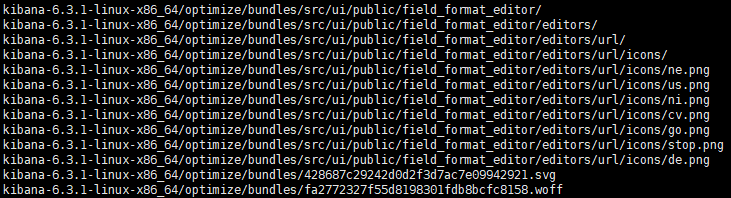 kibana-6.3.1-linux-x86_64/optimize/bundles/src/ui/public/field_format_editor/
kibana-6.3.1-linux-x86_64/optimize/bundles/src/ui/public/field_format_editor/editors/
kibana-6.3.1-linux-x86_64/optimize/bundles/src/ui/public/field_format_editor/editors/url/
kibana-6.3.1-linux-x86_64/optimize/bundles/src/ui/public/field_format_editor/editors/url/icons/
kibana-6.3.1-linux-x86_64/optimize/bundles/src/ui/public/field_format_editor/editors/url/icons/ne.png
kibana-6.3.1-linux-x86_64/optimize/bundles/src/ui/public/field_format_editor/editors/url/icons/us.png
kibana-6.3.1-linux-x86_64/optimize/bundles/src/ui/public/field_format_editor/editors/url/icons/ni.png
kibana-6.3.1-linux-x86_64/optimize/bundles/src/ui/public/field_format_editor/editors/url/icons/cv.png
kibana-6.3.1-linux-x86_64/optimize/bundles/src/ui/public/field_format_editor/editors/url/icons/go.png
kibana-6.3.1-linux-x86_64/optimize/bundles/src/ui/public/field_format_editor/editors/url/icons/stop.png
kibana-6.3.1-linux-x86_64/optimize/bundles/src/ui/public/field_format_editor/editors/url/icons/de.png
kibana-6.3.1-linux-x86_64/optimize/bundles/428687c29242d0d2f3d7ac7e09942921.svg
kibana-6.3.1-linux-x86_64/optimize/bundles/fa2772327f55d8198301fdb8bcfc8158.woff